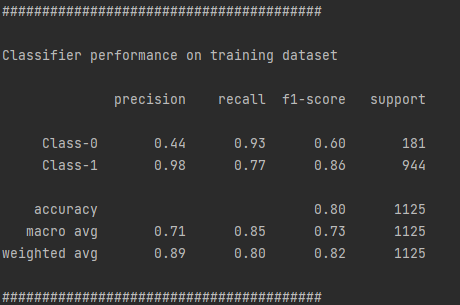 ########################################
Classifier performance on training dataset
precision recall f1-score support
Class-0 0.44 0.93 0.60 181
Class-1 0.98 0.77 0.86 944
accuracy 0.80 1125
macro avg 0.71 0.85 0.73 1125
weighted avg 0.89 0.80 0.82 1125
########################################